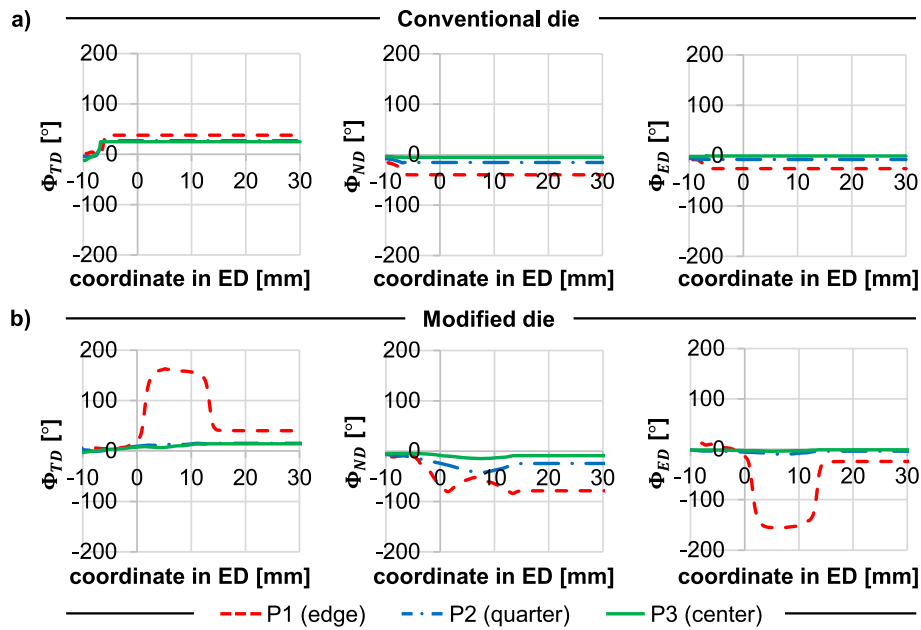 a) Conventional die
200 200 200
100 100 100
0 0 0
-10 0 10 20 30 -10 0 10 20 30 -10 0 10 20 30
-100 -100 -100
-200 -200 -200
Φ_TD [°] Φ_ND [°] Φ_ED [°]
coordinate in ED [mm] coordinate in ED [mm] coordinate in ED [mm]
b) Modified die
200 200 200
100 100 100
0 0 0
-10 0 10 20 30 -10 0 10 20 30 -10 0 10 20 30
-100 -100 -100
-200 -200 -200
Φ_TD [°] Φ_ND [°] Φ_ED [°]
coordinate in ED [mm] coordinate in ED [mm] coordinate in ED [mm]
P1 (edge) P2 (quarter) P3 (center)